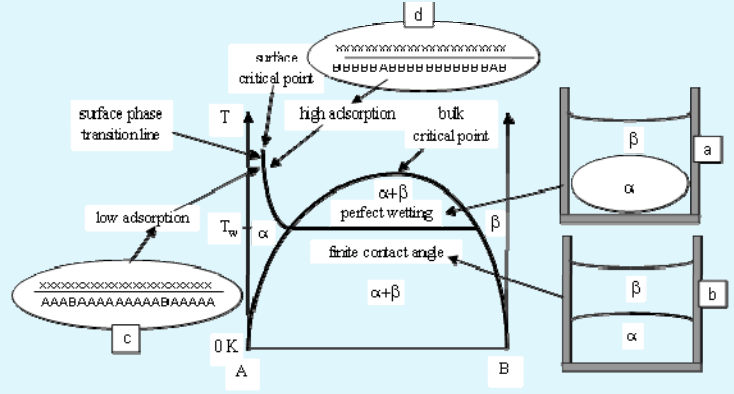 d
XXXXXXXXXXXXXXXXXXXXXXXX
BBBBBABBBBBBBBBBBBAB
surface
critical point
surface phase
transition line
T
high adsorption
bulk
critical point
β
a
α
α+β
perfect wetting
low adsorption
Tw
α
β
finite contact angle
XXXXXXXXXXXXXXXXXXXXXXXX
AAABAAAAAAAAABAAAAA
α+β
β
b
α
c
0 K
A
B